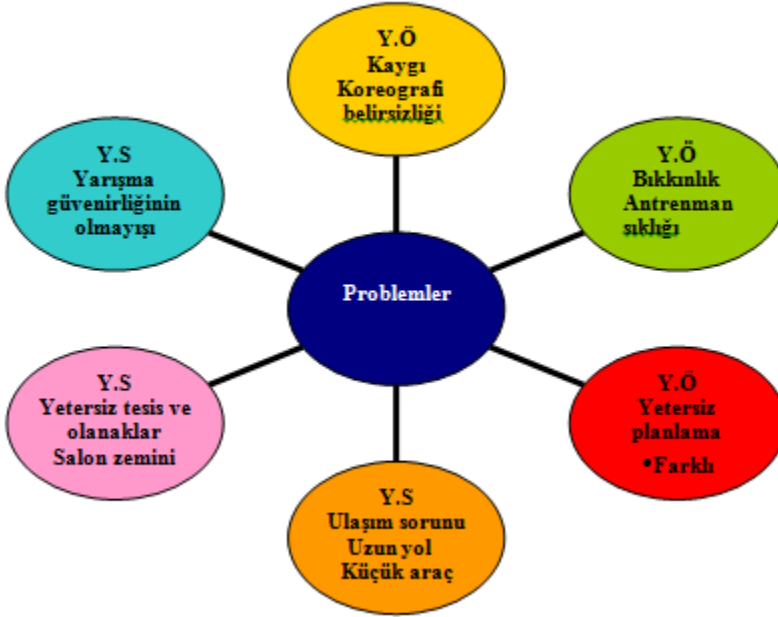 Y.Ö
Kaygı
Koreografi
belirsizliği
Y.S
Yarışma
güvenirliğinin
olmayışı
Y.Ö
Bıkkınlık
Antrenman
sıklığı
Problemler
Y.S
Yetersiz tesis ve
olanaklar
Salon zemini
Y.Ö
Yetersiz
planlama
•Farklı
Y.S
Ulaşım sorunu
Uzun yol
Küçük araç